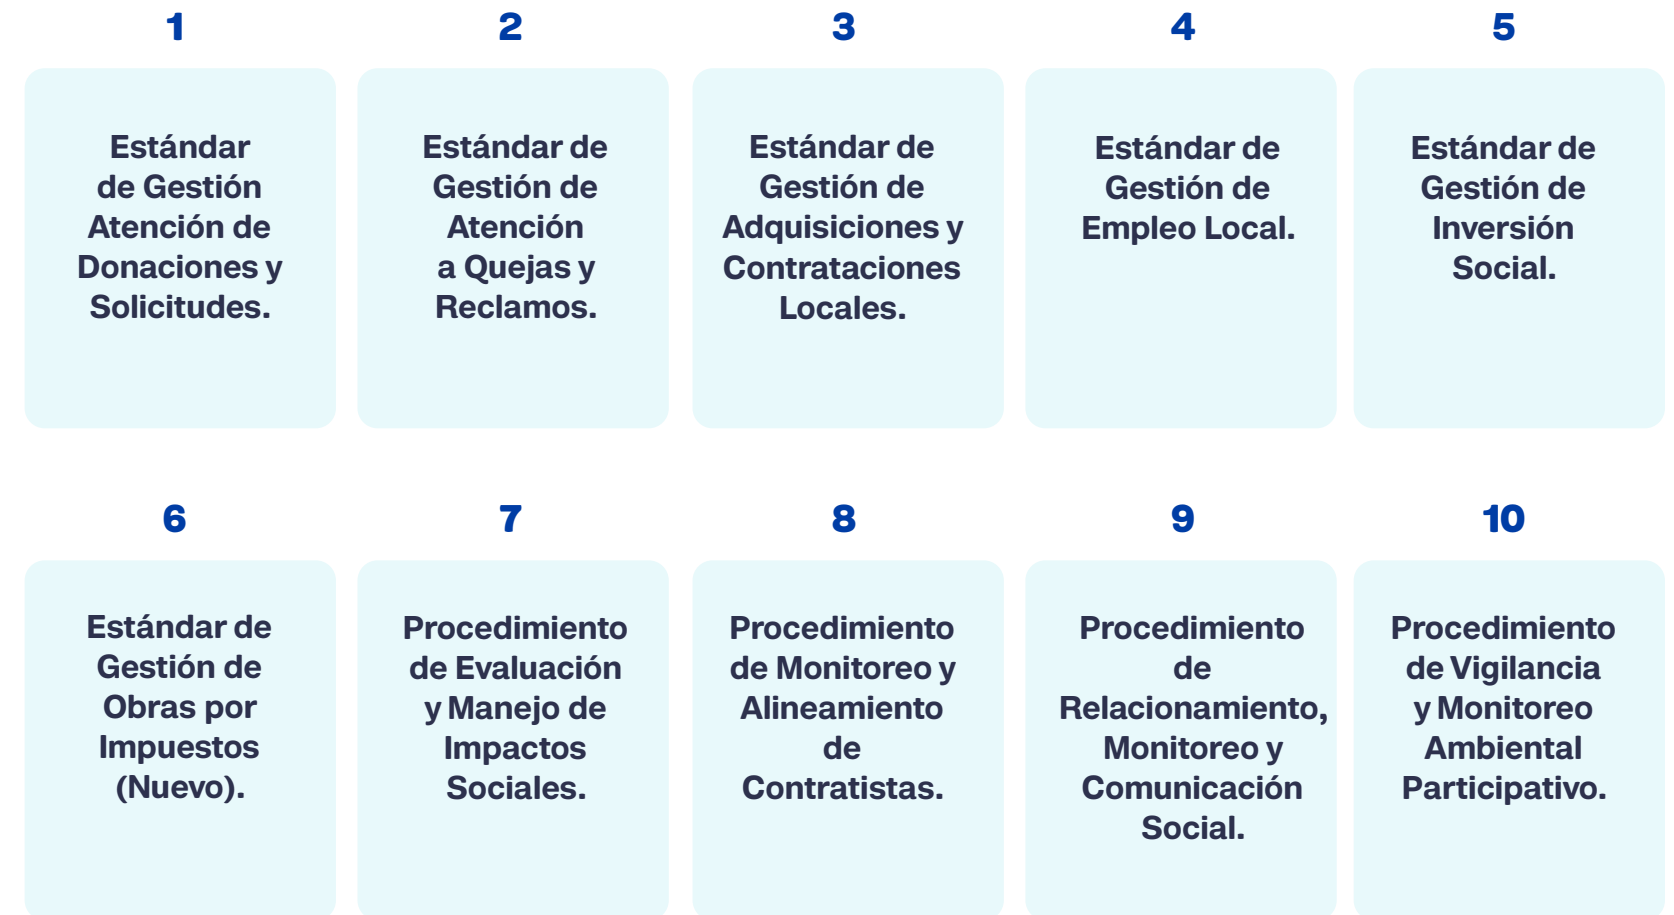 1
Estándar
de Gestión
Atención de
Donaciones y
Solicitudes.
2
Estándar de
Gestión de
Atención
a Quejas y
Reclamos.
3
Estándar de
Gestión de
Adquisiciones y
Contrataciones
Locales.
4
Estándar de
Gestión de
Empleo Local.
5
Estándar de
Gestión de
Inversión
Social.
6
Estándar de
Gestión de
Obras por
Impuestos
(Nuevo).
7
Procedimiento
de Evaluación
y Manejo de
Impactos
Sociales.
8
Procedimiento
de Monitoreo y
Alineamiento
de
Contratistas.
9
Procedimiento
de
Relacionamiento,
Monitoreo y
Comunicación
Social.
10
Procedimiento
de Vigilancia
y Monitoreo
Ambiental
Participativo.